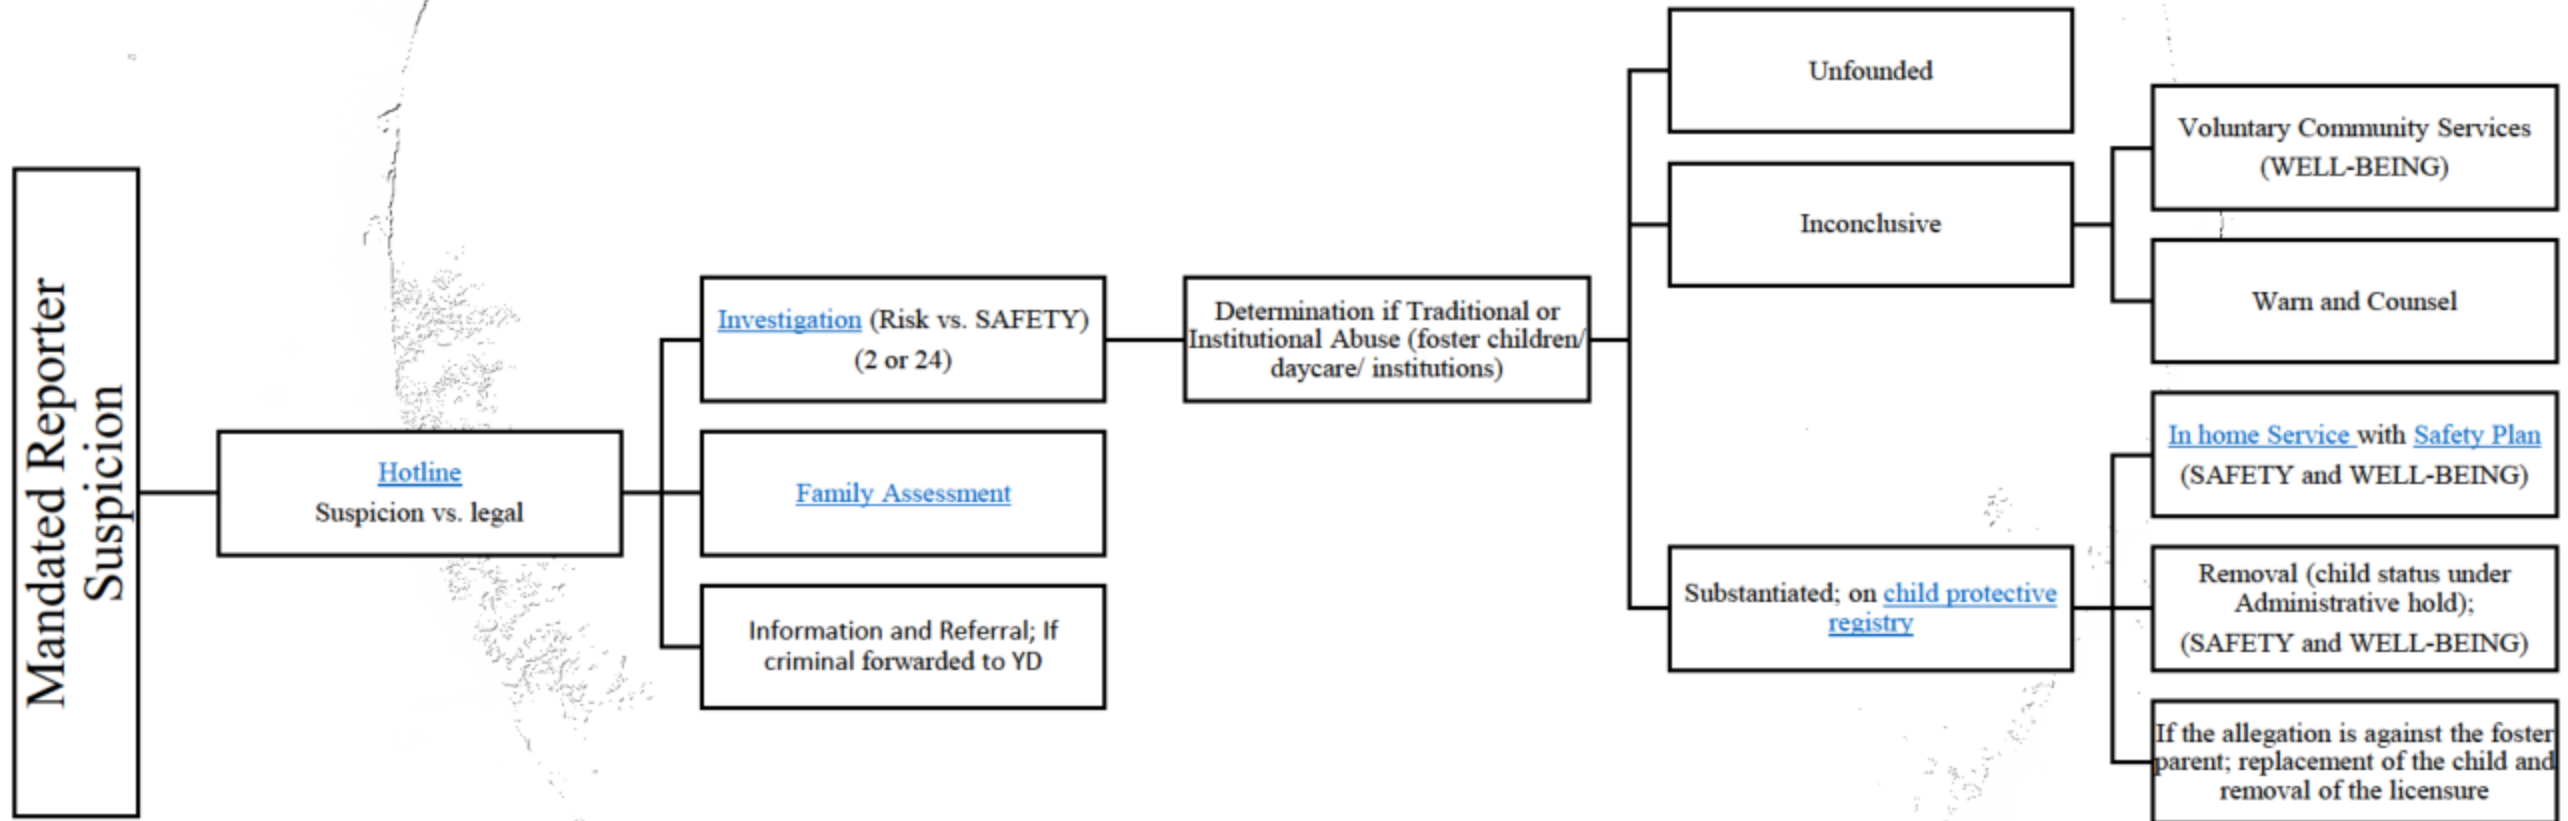 Mandated Reporter
Suspicion
Hotline
Suspicion vs. legal
Investigation (Risk vs. SAFETY)
(2 or 24)
Family Assessment
Information and Referral; If
criminal forwarded to YD
Determination if Traditional or
Institutional Abuse (foster children/
daycare/ institutions)
Unfounded
Inconclusive
Substantiated; on child protective
registry
Voluntary Community Services
(WELL-BEING)
Warn and Counsel
In home Service with Safety Plan
(SAFETY and WELL-BEING)
Removal (child status under
Administrative hold);
(SAFETY and WELL-BEING)
If the allegation is against the foster
parent; replacement of the child and
removal of the licensure